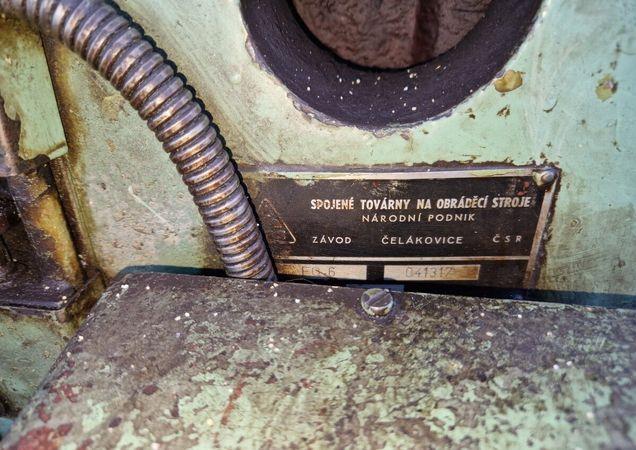 SPOJENÉ TOVÁRNY NA OBRÁBĚCÍ STROJE
NÁRODNÍ PODNIK
ZÁVOD ČELÁKOVICE ČSR